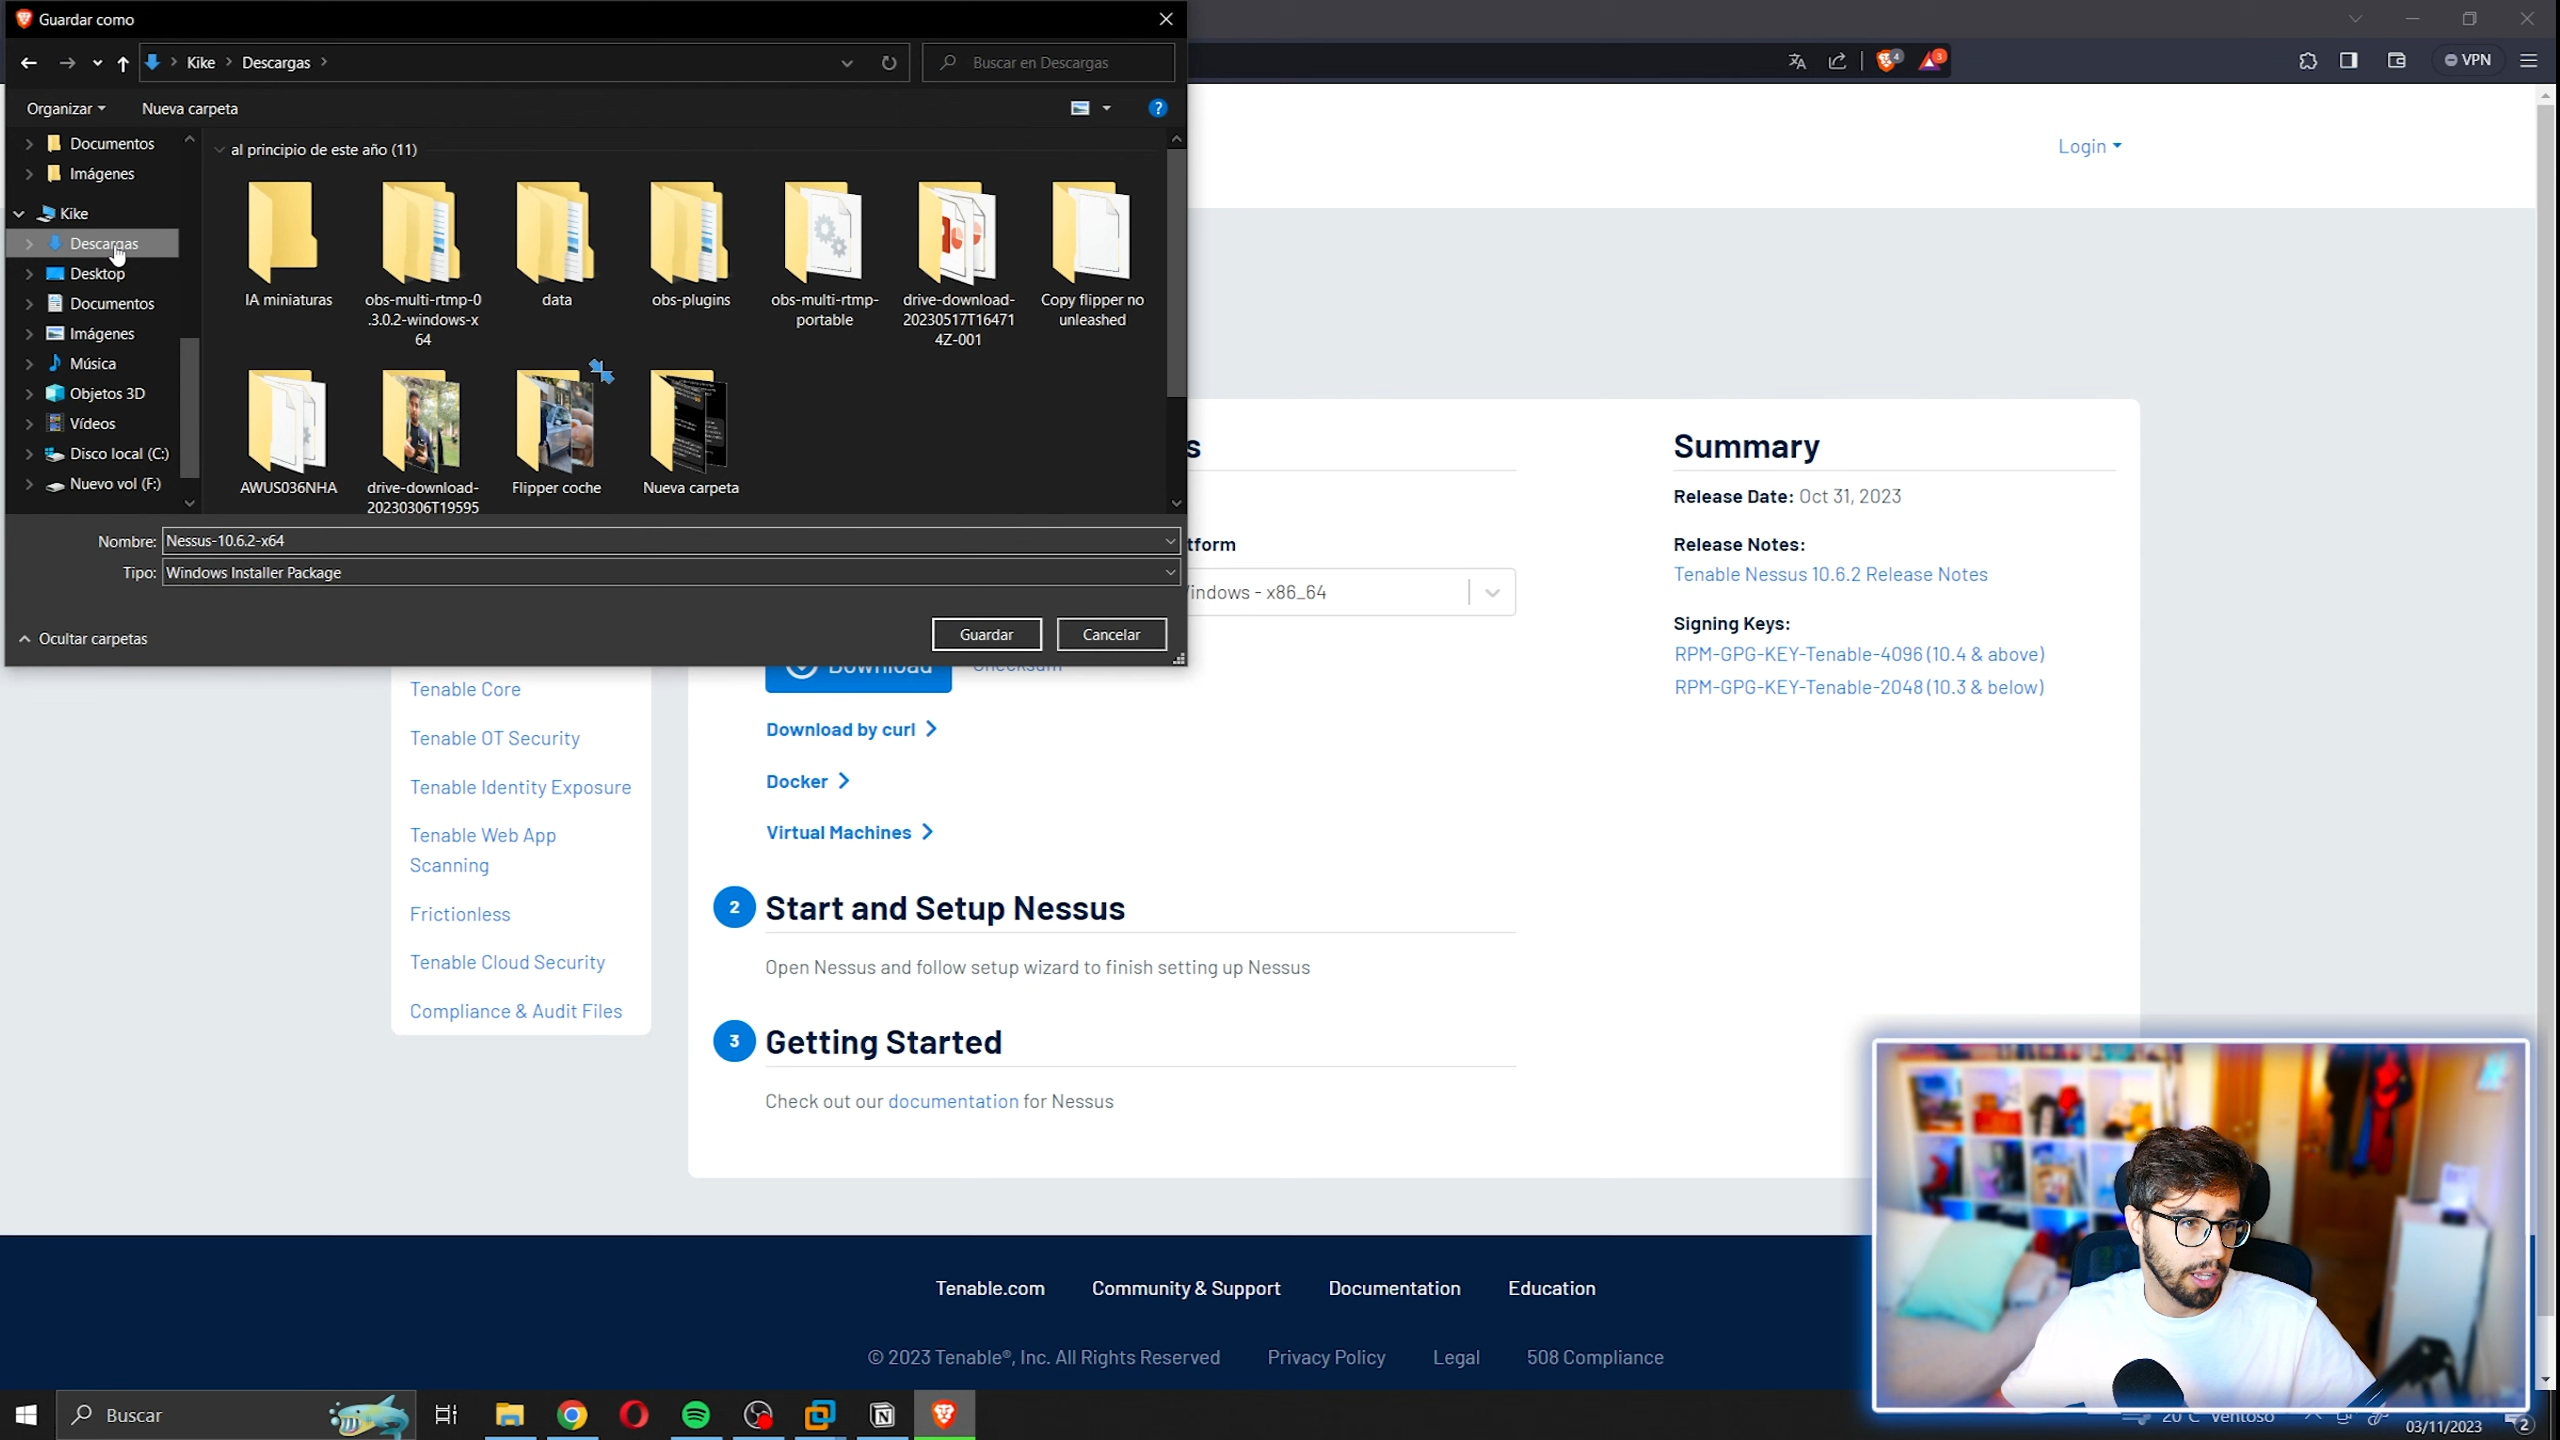 Guardar como
Kike
Descargas
Buscar en Descargas
VPN
4
3
Organizar
Nueva carpeta
Documentos
Imágenes
Kike
Descargas
Desktop
Documentos
Imágenes
Música
Objetos 3D
Vídeos
Disco local (C:)
Nuevo vol (F:)
al principio de este año (11)
IA miniaturas
obs-multi-rtmp-0
.3.0.2-windows-x
64
data
obs-plugins
obs-multi-rtmp-
portable
drive-download-
20230517T16471
4Z-001
Copy flipper no
unleashed
AWUS036NHA
drive-download-
20230306T19595
Flipper coche
Nueva carpeta
Nombre:
Nessus-10.6.2-x64
Tipo:
Windows Installer Package
Ocultar carpetas
Guardar
Cancelar
Login
s
tform
indows - x86_64
Download
Checksum
Download by curl
Docker
Virtual Machines
2
Start and Setup Nessus
Open Nessus and follow setup wizard to finish setting up Nessus
3
Getting Started
Check out our documentation for Nessus
Summary
Release Date: Oct 31, 2023
Release Notes:
Tenable Nessus 10.6.2 Release Notes
Signing Keys:
RPM-GPG-KEY-Tenable-4096 (10.4 & above)
RPM-GPG-KEY-Tenable-2048 (10.3 & below)
Tenable Core
Tenable OT Security
Tenable Identity Exposure
Tenable Web App
Scanning
Frictionless
Tenable Cloud Security
Compliance & Audit Files
Tenable.com
Community & Support
Documentation
Education
© 2023 Tenable®, Inc. All Rights Reserved
Privacy Policy
Legal
508 Compliance
Buscar
20°C Ventoso
03/11/2023
2